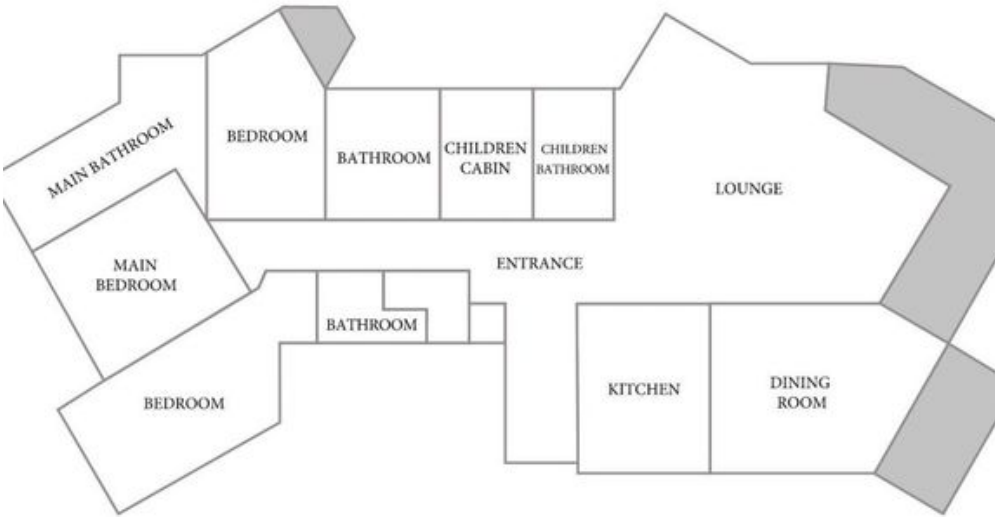 MAIN BATHROOM
BEDROOM
BATHROOM
CHILDREN
CABIN
CHILDREN
BATHROOM
LOUNGE
MAIN
BEDROOM
ENTRANCE
BATHROOM
BEDROOM
KITCHEN
DINING
ROOM